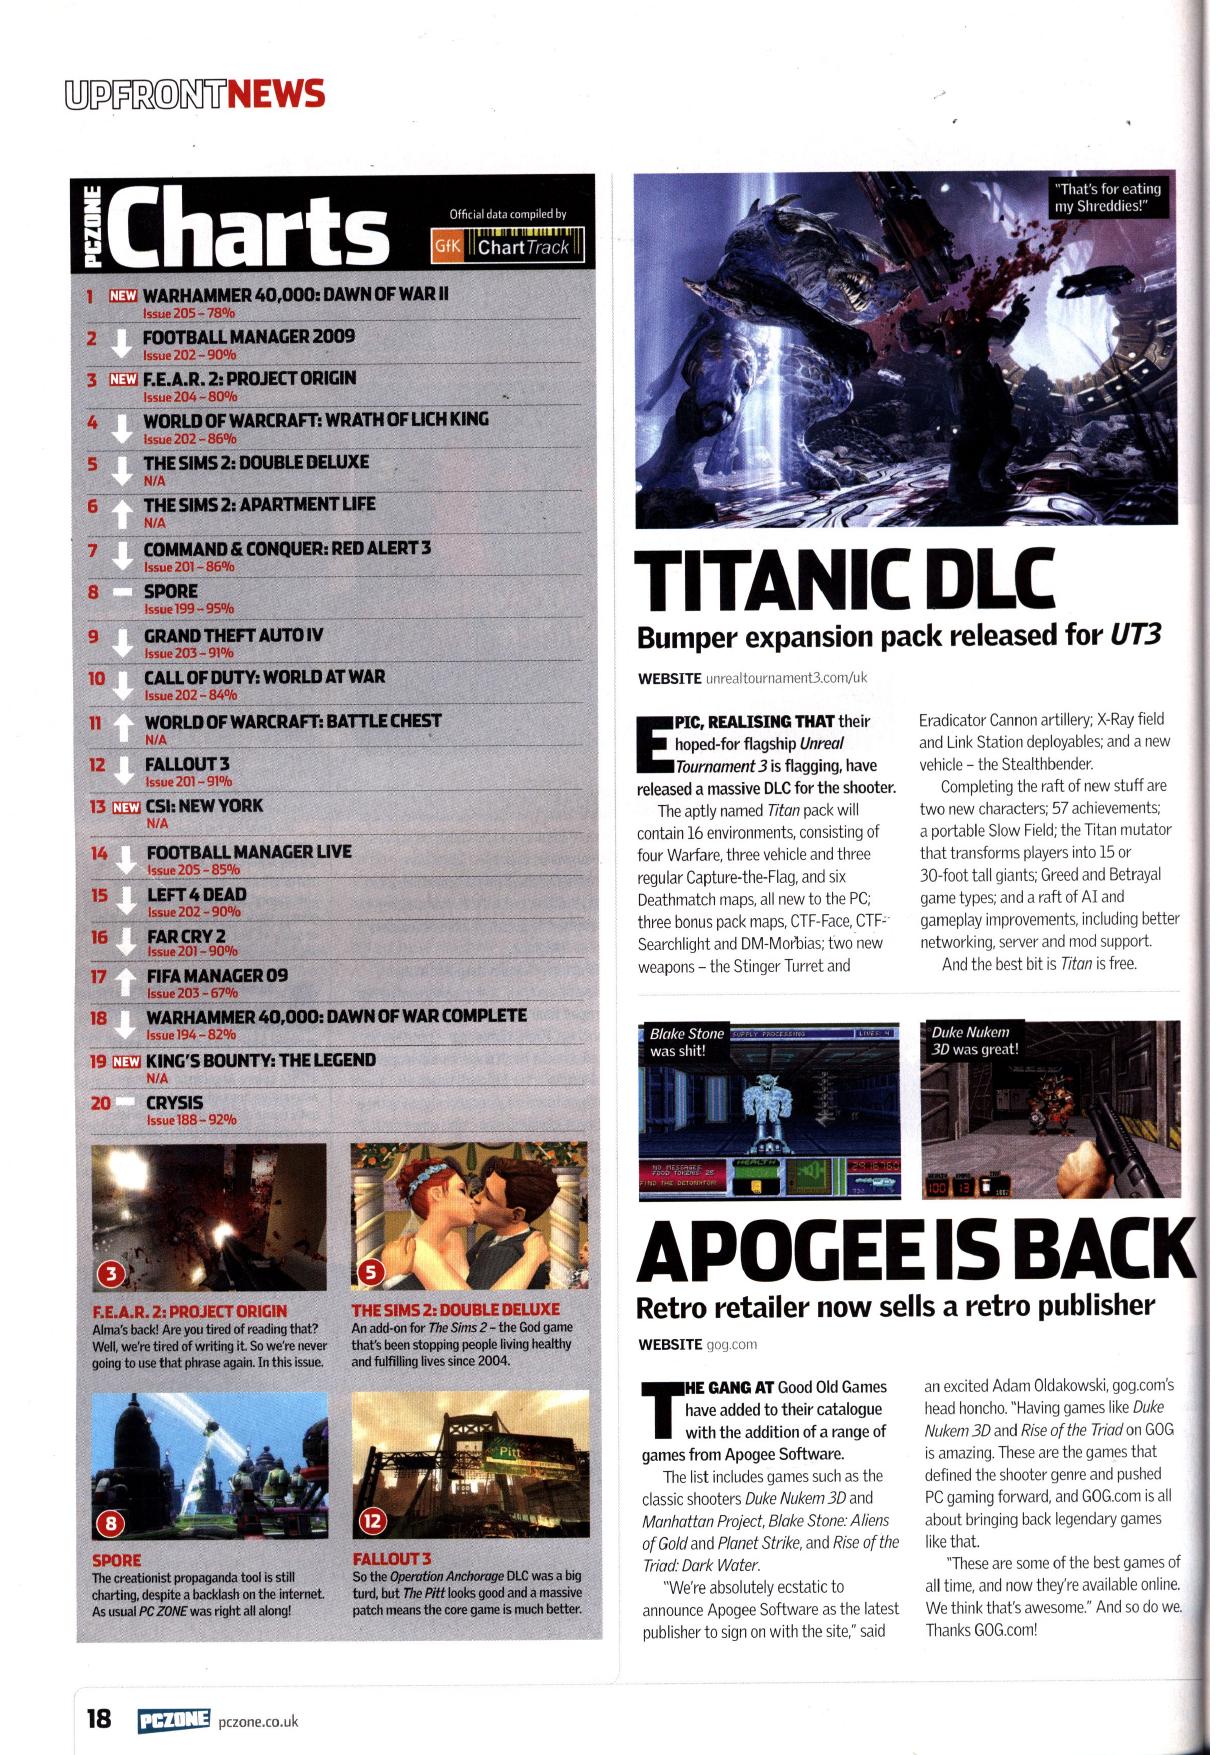 UPFRONTNEWS
PCZONE Charts
Official data compiled by
GfK ChartTrack
1 NEW WARHAMMER 40,000: DAWN OF WAR II
Issue 205 – 78%
2 FOOTBALL MANAGER 2009
Issue 202 – 90%
3 NEW F.E.A.R. 2: PROJECT ORIGIN
Issue 204 – 80%
4 WORLD OF WARCRAFT: WRATH OF LICH KING
Issue 202 – 86%
5 THE SIMS 2: DOUBLE DELUXE
N/A
6 THE SIMS 2: APARTMENT LIFE
N/A
7 COMMAND & CONQUER: RED ALERT 3
Issue 201 – 86%
8 SPORE
Issue 199 – 95%
9 GRAND THEFT AUTO IV
Issue 203 – 91%
10 CALL OF DUTY: WORLD AT WAR
Issue 202 – 84%
11 WORLD OF WARCRAFT: BATTLE CHEST
N/A
12 FALLOUT 3
Issue 201 – 91%
13 NEW CSI: NEW YORK
N/A
14 FOOTBALL MANAGER LIVE
Issue 205 – 85%
15 LEFT 4 DEAD
Issue 202 – 90%
16 FAR CRY 2
Issue 201 – 90%
17 FIFA MANAGER 09
Issue 203 – 67%
18 WARHAMMER 40,000: DAWN OF WAR COMPLETE
Issue 194 – 82%
19 NEW KING'S BOUNTY: THE LEGEND
N/A
20 CRYSIS
Issue 188 – 92%
3
F.E.A.R. 2: PROJECT ORIGIN
Alma's back! Are you tired of reading that?
Well, we're tired of writing it. So we're never
going to use that phrase again. In this issue.
5
THE SIMS 2: DOUBLE DELUXE
An add-on for The Sims 2 – the God game
that's been stopping people living healthy
and fulfilling lives since 2004.
8
SPORE
The creationist propaganda tool is still
charting, despite a backlash on the internet.
As usual PC ZONE was right all along!
Pitt
12
FALLOUT 3
So the Operation Anchorage DLC was a big
turd, but The Pitt looks good and a massive
patch means the core game is much better.
"That's for eating
my Shreddies!"
TITANIC DLC
Bumper expansion pack released for UT3
WEBSITE unrealtournament3.com/uk
EPIC, REALISING THAT their
hoped-for flagship Unreal
Tournament 3 is flagging, have
released a massive DLC for the shooter.
The aptly named Titan pack will
contain 16 environments, consisting of
four Warfare, three vehicle and three
regular Capture-the-Flag, and six
Deathmatch maps, all new to the PC;
three bonus pack maps, CTF-Face, CTF-
Searchlight and DM-Morbias; two new
weapons – the Stinger Turret and
Eradicator Cannon artillery; X-Ray field
and Link Station deployables; and a new
vehicle – the Stealthbender.
Completing the raft of new stuff are
two new characters; 57 achievements;
a portable Slow Field; the Titan mutator
that transforms players into 15 or
30-foot tall giants; Greed and Betrayal
game types; and a raft of AI and
gameplay improvements, including better
networking, server and mod support.
And the best bit is Titan is free.
Blake Stone
was shit!
SUPPLY PROCESSING LIVES: 4
NO MESSAGES.
FOOD TOKENS: 25
FIND THE DETONATOR!
HEALTH
Duke Nukem
3D was great!
HEALTH
100 13
APOGEE IS BACK
Retro retailer now sells a retro publisher
WEBSITE gog.com
THE GANG AT Good Old Games
have added to their catalogue
with the addition of a range of
games from Apogee Software.
The list includes games such as the
classic shooters Duke Nukem 3D and
Manhattan Project, Blake Stone: Aliens
of Gold and Planet Strike, and Rise of the
Triad: Dark Water.
"We're absolutely ecstatic to
announce Apogee Software as the latest
publisher to sign on with the site," said
an excited Adam Oldakowski, gog.com's
head honcho. "Having games like Duke
Nukem 3D and Rise of the Triad on GOG
is amazing. These are the games that
defined the shooter genre and pushed
PC gaming forward, and GOG.com is all
about bringing back legendary games
like that.
"These are some of the best games of
all time, and now they're available online.
We think that's awesome." And so do we.
Thanks GOG.com!
18 PCZONE pczone.co.uk